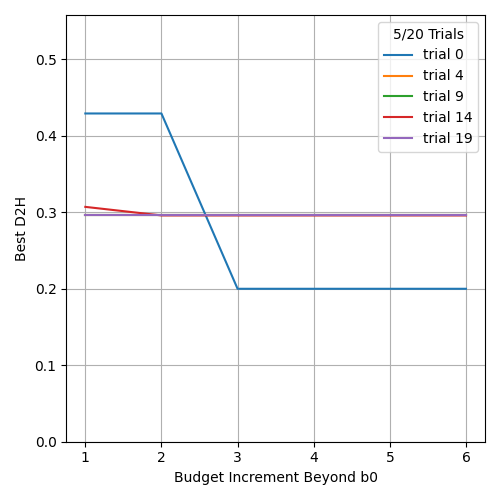 5/20 Trials
trial 0
trial 4
trial 9
trial 14
trial 19
0.5
0.4
0.3
0.2
0.1
0.0
Best D2H
1 2 3 4 5 6
Budget Increment Beyond b0